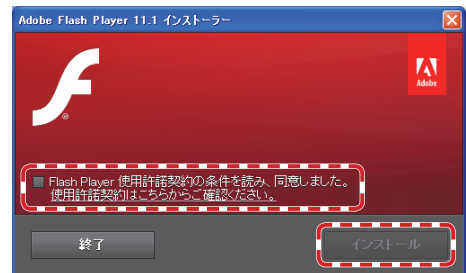 Adobe Flash Player 11.1 インストーラー
Adobe
Flash Player 使用許諾契約の条件を読み、同意しました。
使用許諾契約はこちらからご確認ください。
終了
インストール